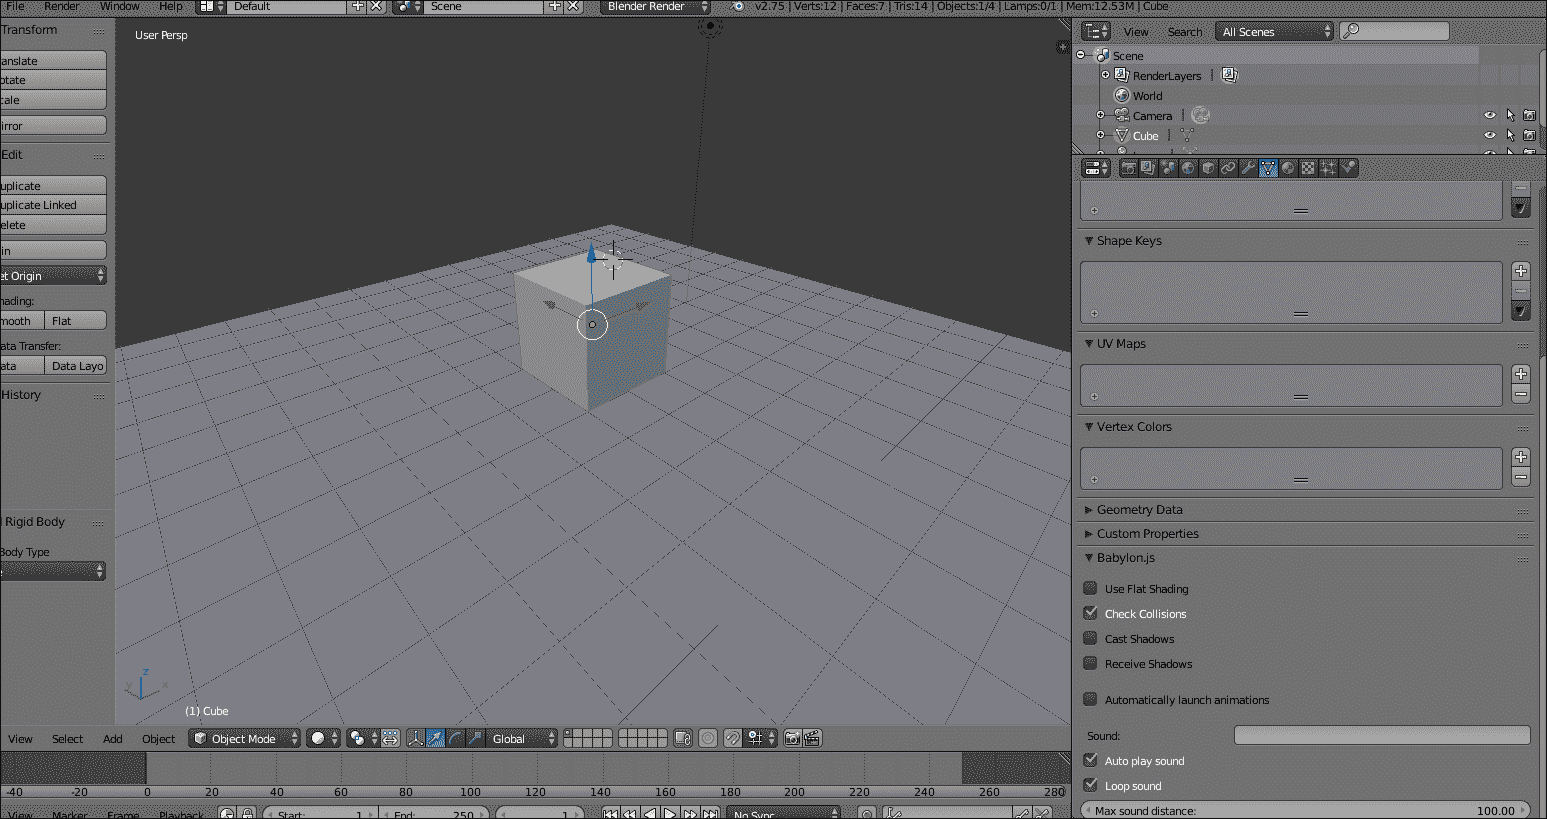 File Render Window Help Default Scene Blender Render v2.75 | Verts:12 | Faces:7 | Tris:14 | Objects:1/4 | Lamps:0/1 | Mem:12.53M | Cube
Transform
anslate
otate
cale
irror
Edit
uplicate
uplicate Linked
elete
in
et Origin
hading:
mooth Flat
ata Transfer:
ata Data Layo
History
Rigid Body
Body Type
User Persp
z
y x
(1) Cube
View Select Add Object Object Mode Global
-40 -20 0 20 40 60 80 100 120 140 160 180 200 220 240 260 280
View Marker Frame Playback Start: 1 End: 250 1 No Sync
View Search All Scenes
Scene
RenderLayers |
World
Camera |
Cube |
Shape Keys
UV Maps
Vertex Colors
Geometry Data
Custom Properties
Babylon.js
Use Flat Shading
Check Collisions
Cast Shadows
Receive Shadows
Automatically launch animations
Sound:
Auto play sound
Loop sound
Max sound distance: 100.00